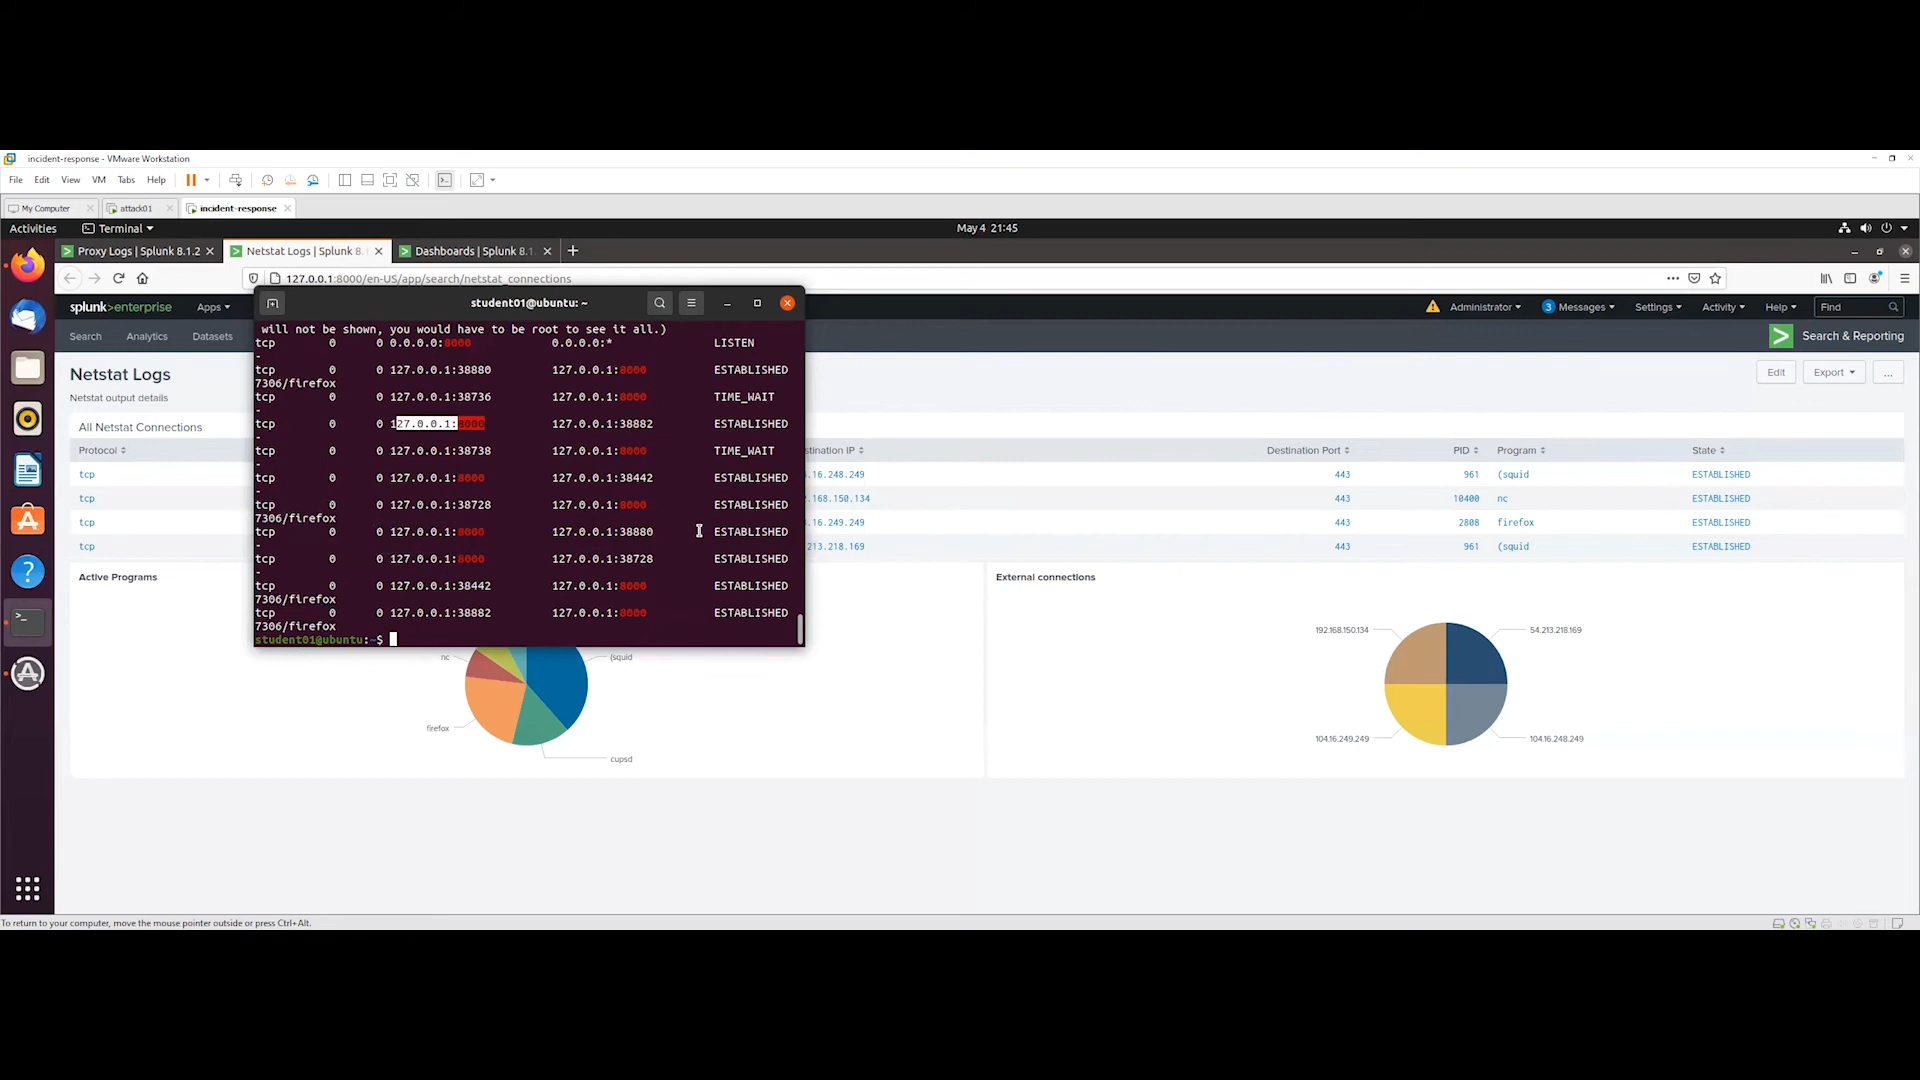 incident-response - VMware Workstation
File Edit View VM Tabs Help
My Computer attack01 incident-response
Activities Terminal May 4 21:45
Proxy Logs | Splunk 8.1.2 Netstat Logs | Splunk 8. Dashboards | Splunk 8.1.
127.0.0.1:8000/en-US/app/search/netstat_connections
splunk>enterprise Apps Administrator 3 Messages Settings Activity Help Find
Search Analytics Datasets Search & Reporting
student01@ubuntu: ~
will not be shown, you would have to be root to see it all.)
tcp 0 0 0.0.0.0:8000 0.0.0.0:* LISTEN
-
tcp 0 0 127.0.0.1:38880 127.0.0.1:8000 ESTABLISHED
7306/firefox
tcp 0 0 127.0.0.1:38736 127.0.0.1:8000 TIME_WAIT
-
tcp 0 0 127.0.0.1:8000 127.0.0.1:38882 ESTABLISHED
-
tcp 0 0 127.0.0.1:38738 127.0.0.1:8000 TIME_WAIT
-
tcp 0 0 127.0.0.1:8000 127.0.0.1:38442 ESTABLISHED
-
tcp 0 0 127.0.0.1:38728 127.0.0.1:8000 ESTABLISHED
7306/firefox
tcp 0 0 127.0.0.1:8000 127.0.0.1:38880 ESTABLISHED
-
tcp 0 0 127.0.0.1:8000 127.0.0.1:38728 ESTABLISHED
-
tcp 0 0 127.0.0.1:38442 127.0.0.1:8000 ESTABLISHED
7306/firefox
tcp 0 0 127.0.0.1:38882 127.0.0.1:8000 ESTABLISHED
7306/firefox
student01@ubuntu:~$
Netstat Logs Edit Export ...
Netstat output details
All Netstat Connections
Protocol stination IP Destination Port PID Program State
tcp .16.248.249 443 961 (squid ESTABLISHED
tcp .168.150.134 443 10400 nc ESTABLISHED
tcp .16.249.249 443 2808 firefox ESTABLISHED
tcp 213.218.169 443 961 (squid ESTABLISHED
Active Programs
nc (squid
firefox
cupsd
External connections
192.168.150.134 54.213.218.169
104.16.249.249 104.16.248.249
To return to your computer, move the mouse pointer outside or press Ctrl+Alt.